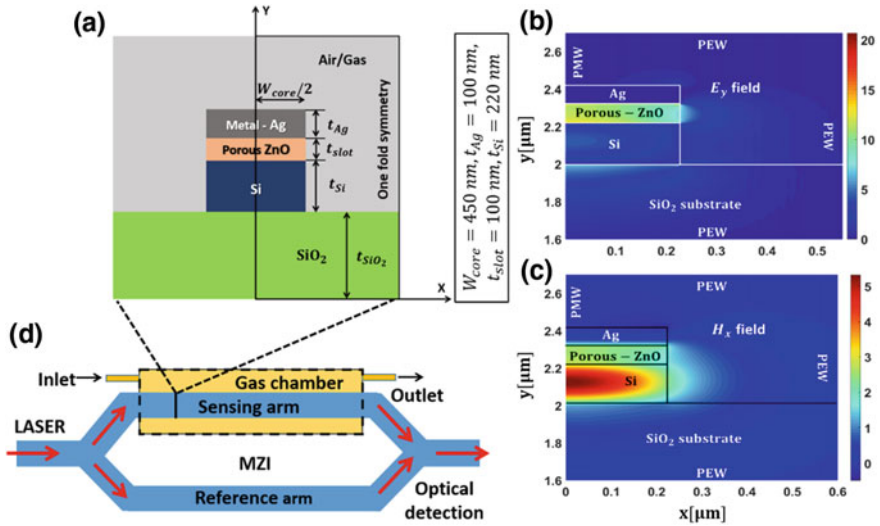 (a)
Y
Air/Gas
W_core/2
Metal - Ag
t_Ag
Porous ZnO
t_slot
Si
t_Si
One fold symmetry
SiO₂
t_SiO₂
X
W_core = 450 nm, t_Ag = 100 nm,
t_slot = 100 nm, t_Si = 220 nm
(b)
2.6
2.4
2.2
2
1.8
1.6
y[μm]
PEW
PMW
E_y field
Ag
Porous − ZnO
Si
PEW
SiO₂ substrate
PEW
0.1
0.2
0.3
0.4
0.5
20
15
10
5
0
(c)
2.6
2.4
2.2
2
1.8
1.6
y[μm]
PEW
PMW
H_x field
Ag
Porous − ZnO
Si
PEW
SiO₂ substrate
PEW
0
0.1
0.2
0.3
0.4
0.5
0.6
x[μm]
5
4
3
2
1
0
(d)
Inlet
Gas chamber
Outlet
Sensing arm
LASER
MZI
Reference arm
Optical
detection